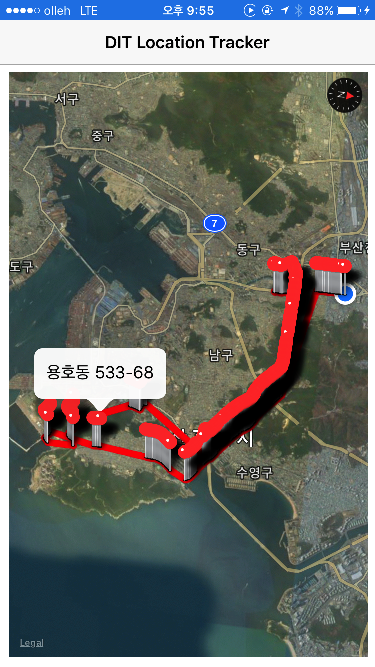 olleh LTE 오후 9:55 88%
DIT Location Tracker
서구
N
중구
7
동구
부산진
도구
남구
용호동 533-68
시
수영구
Legal